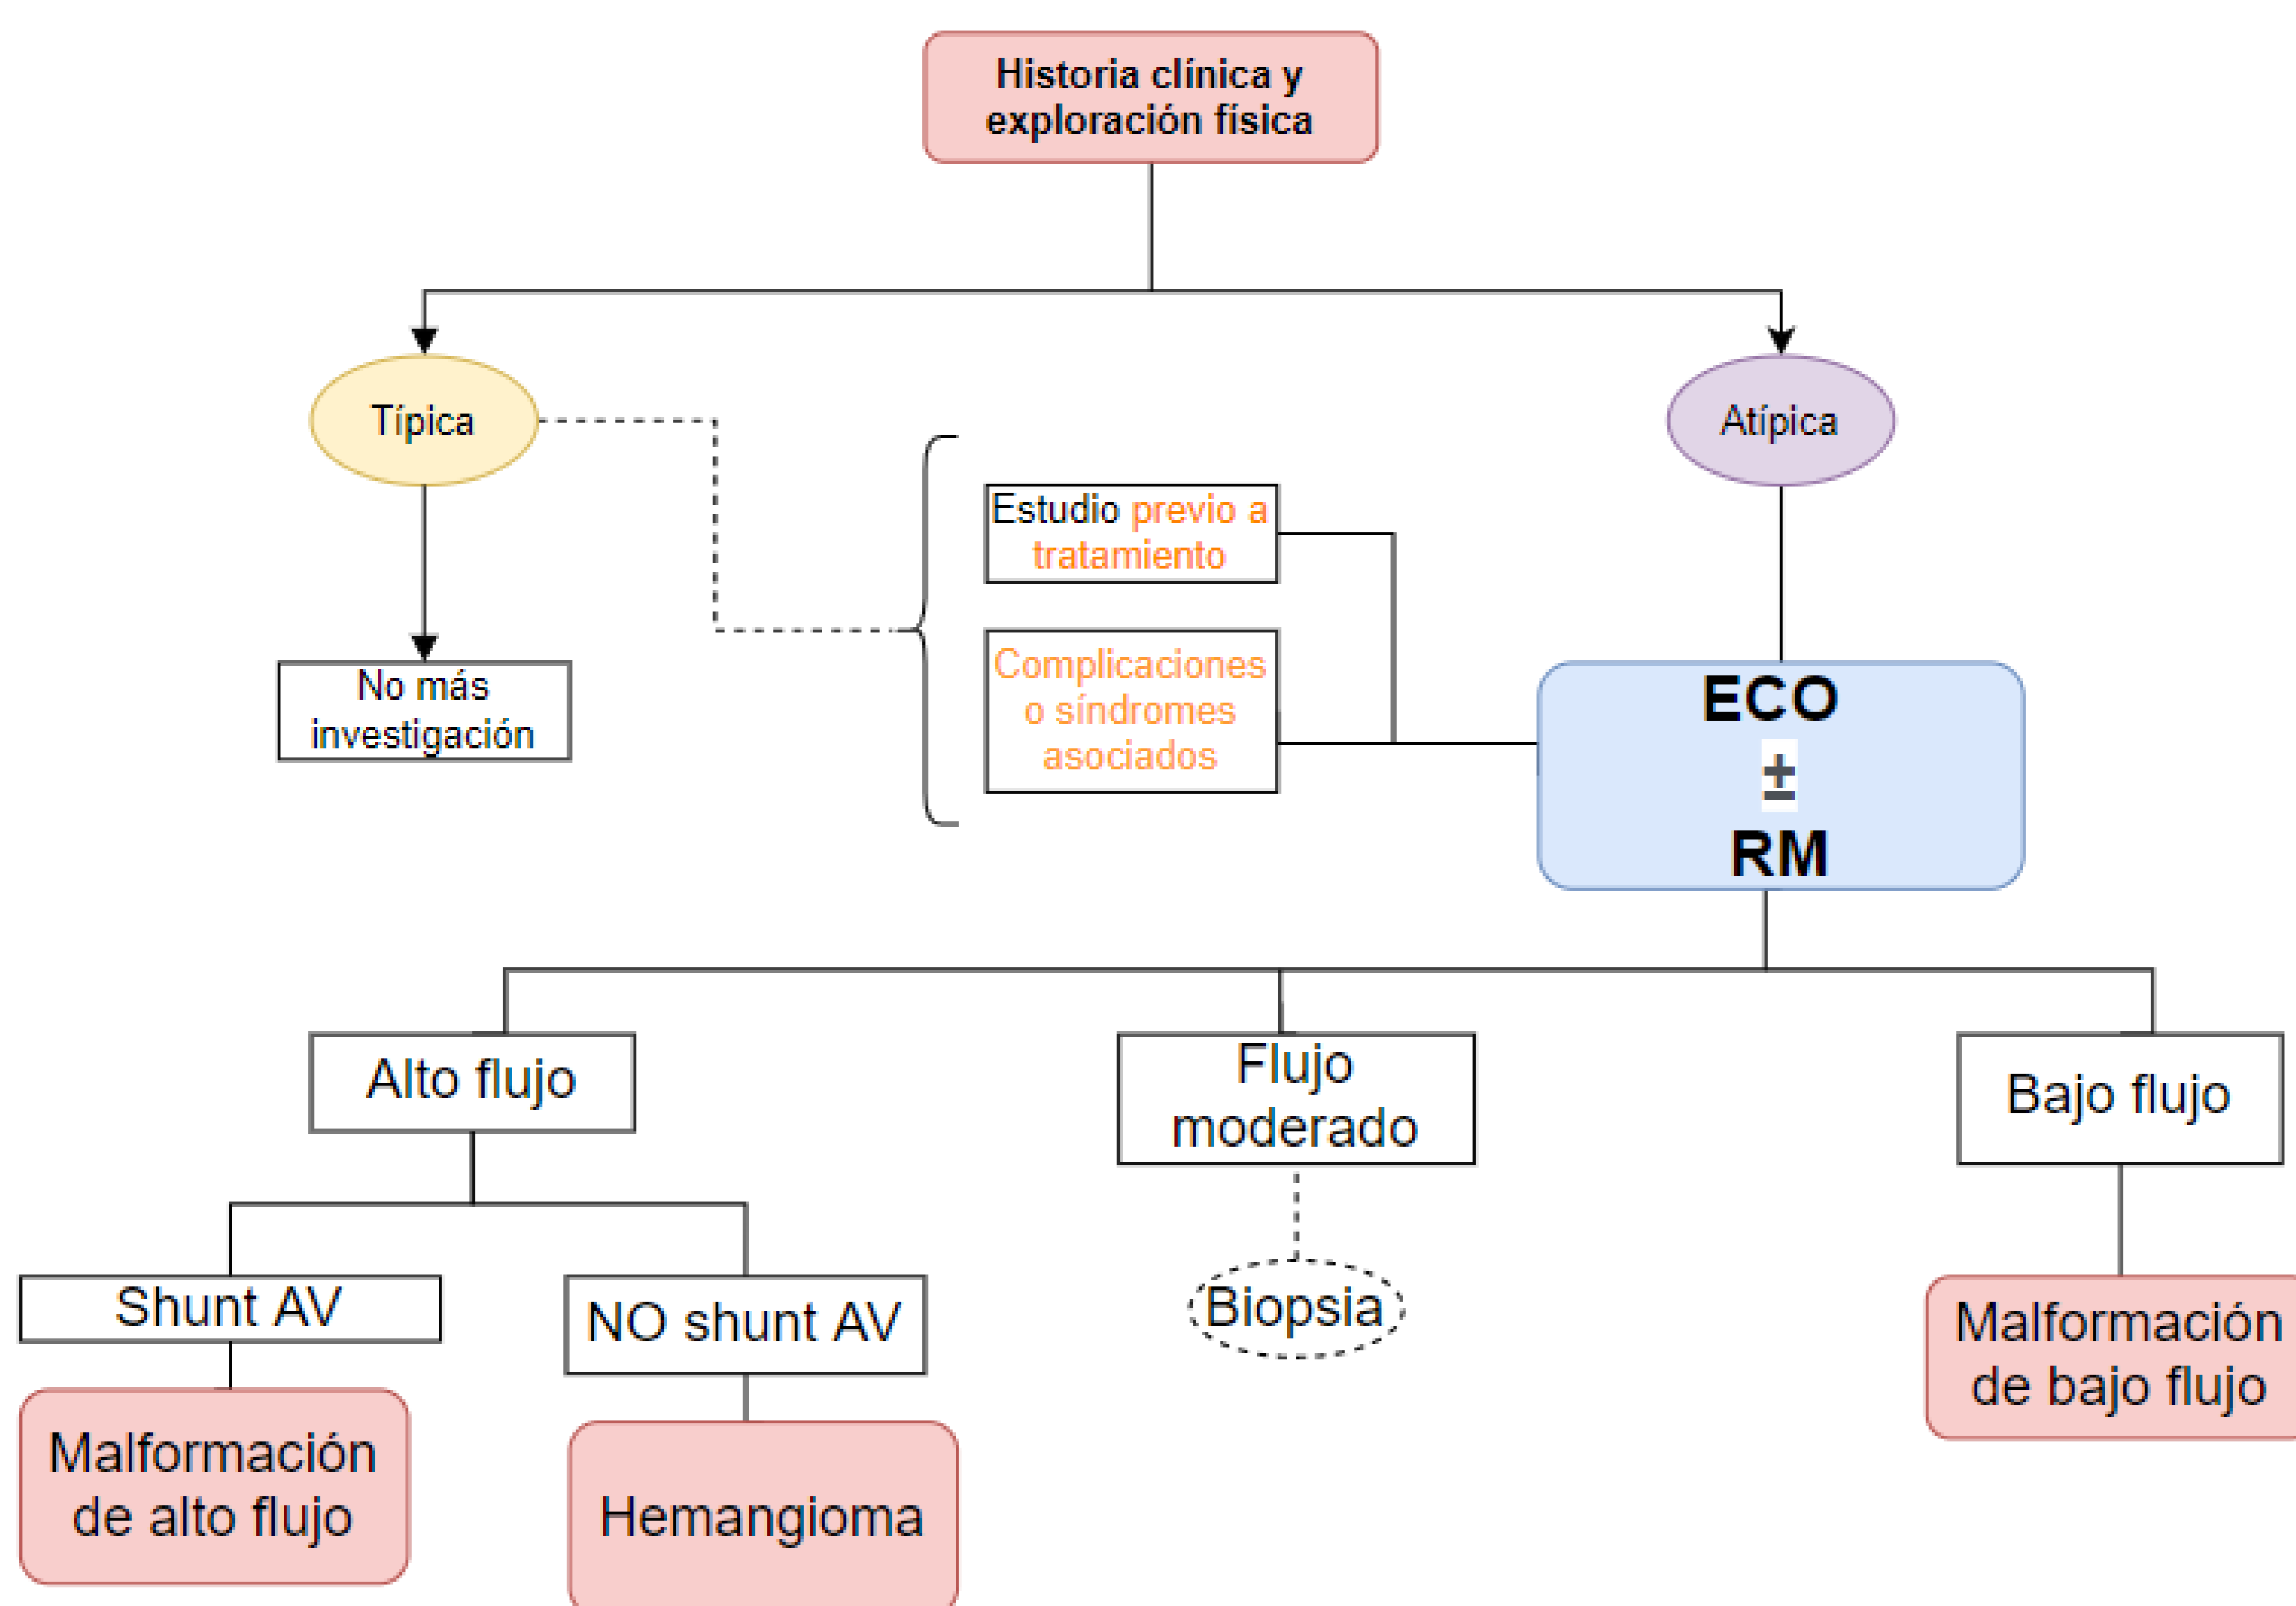 Historia clínica y
exploración física
Típica
Atípica
Estudio previo a
tratamiento
Complicaciones
o síndromes
asociados
No más
investigación
ECO
±
RM
Alto flujo
Flujo
moderado
Bajo flujo
Shunt AV
NO shunt AV
Biopsia
Malformación
de bajo flujo
Malformación
de alto flujo
Hemangioma